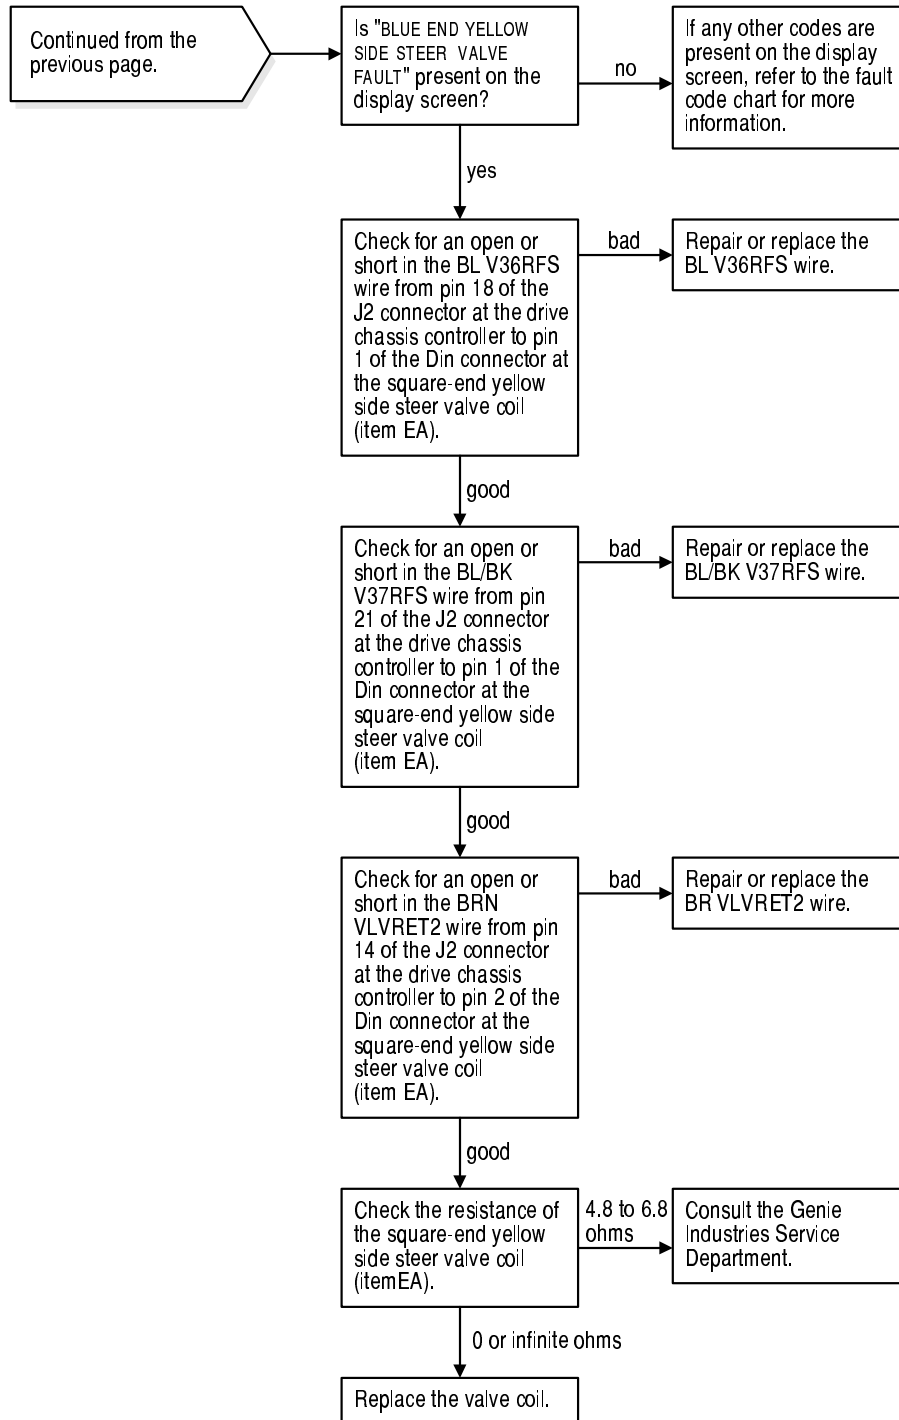 Continued from the
previous page.
Is "BLUE END YELLOW
SIDE STEER VALVE
FAULT" present on the
display screen?
no
If any other codes are
present on the display
screen, refer to the fault
code chart for more
information.
yes
Check for an open or
short in the BL V36RFS
wire from pin 18 of the
J2 connector at the drive
chassis controller to pin
1 of the Din connector at
the square-end yellow
side steer valve coil
(item EA).
bad
Repair or replace the
BL V36RFS wire.
good
Check for an open or
short in the BL/BK
V37RFS wire from pin
21 of the J2 connector
at the drive chassis
controller to pin 1 of the
Din connector at the
square-end yellow side
steer valve coil
(item EA).
bad
Repair or replace the
BL/BK V37RFS wire.
good
Check for an open or
short in the BRN
VLVRET2 wire from pin
14 of the J2 connector
at the drive chassis
controller to pin 2 of the
Din connector at the
square-end yellow side
steer valve coil
(item EA).
bad
Repair or replace the
BR VLVRET2 wire.
good
Check the resistance of
the square-end yellow
side steer valve coil
(itemEA).
4.8 to 6.8
ohms
Consult the Genie
Industries Service
Department.
0 or infinite ohms
Replace the valve coil.